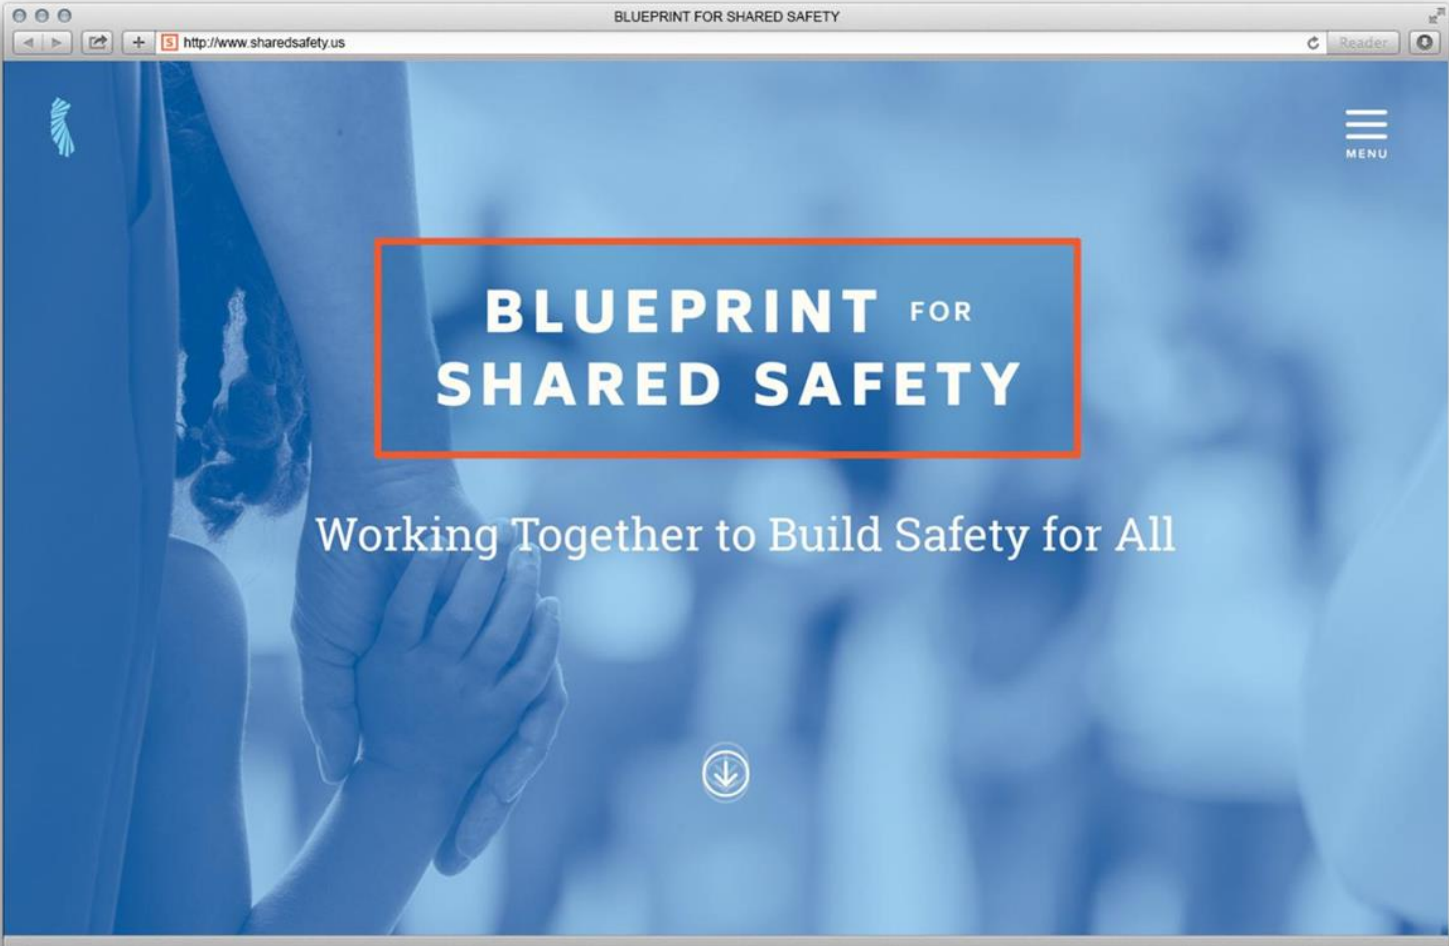 BLUEPRINT FOR SHARED SAFETY
S http://www.sharedsafety.us
Reader
MENU
BLUEPRINT FOR
SHARED SAFETY
Working Together to Build Safety for All